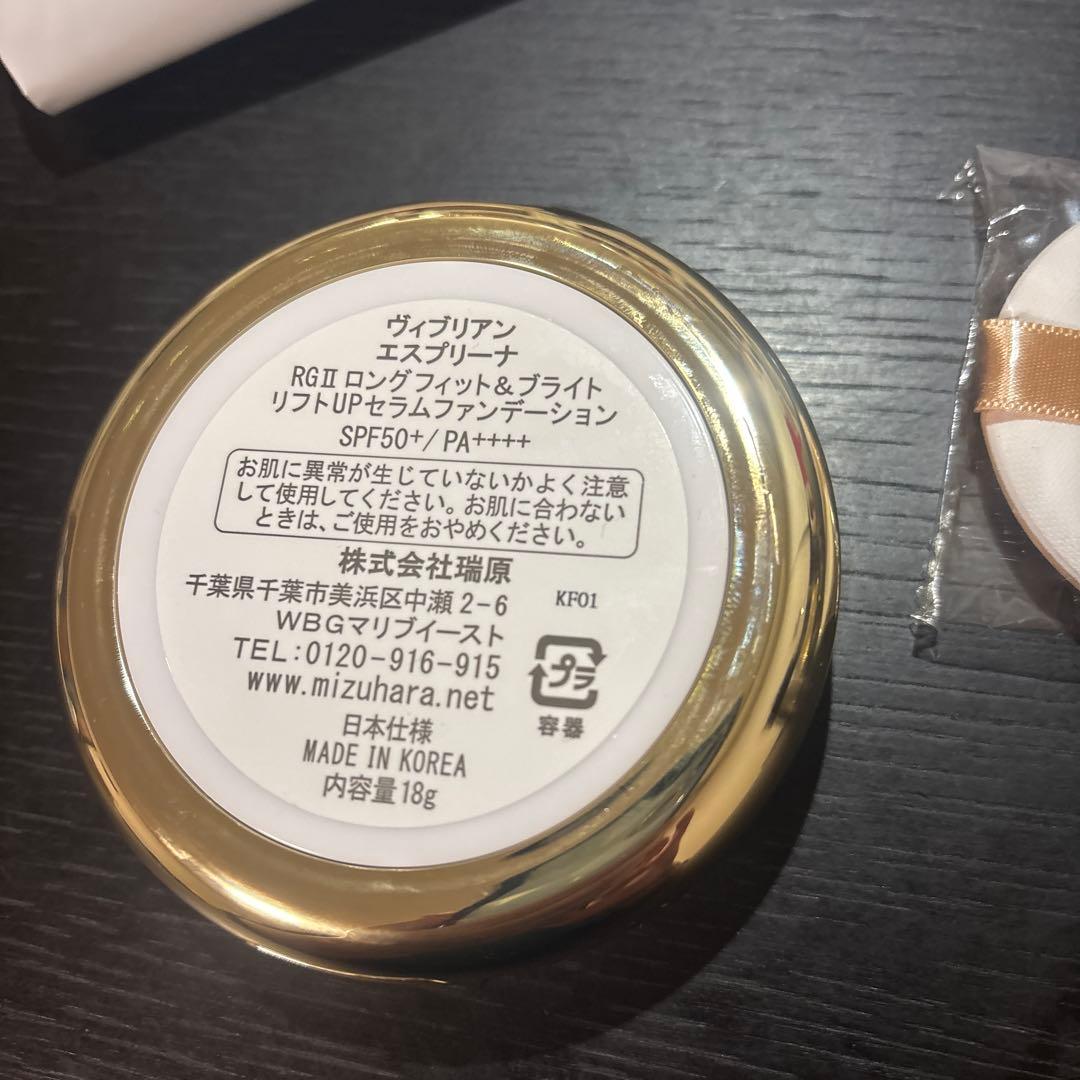 ヴィブリアン
エスプリーナ
RGⅡロングフィット&ブライト
リフトUPセラムファンデーション
SPF50+/PA++++
お肌に異常が生じていないかよく注意
して使用してください。お肌に合わない
ときは、ご使用をおやめください。
株式会社瑞原
千葉県千葉市美浜区中瀬2-6
WBGマリブイースト
TEL:0120-916-915
www.mizuhara.net
KF01
プラ
容器
日本仕様
MADE IN KOREA
内容量18g